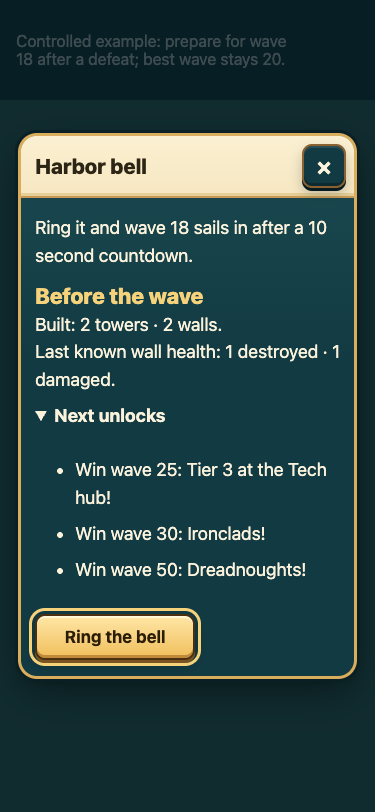 Controlled example: prepare for wave
18 after a defeat; best wave stays 20.
Harbor bell
×
Ring it and wave 18 sails in after a 10
second countdown.
Before the wave
Built: 2 towers · 2 walls.
Last known wall health: 1 destroyed · 1
damaged.
▼ Next unlocks
• Win wave 25: Tier 3 at the Tech
hub!
• Win wave 30: Ironclads!
• Win wave 50: Dreadnoughts!
Ring the bell